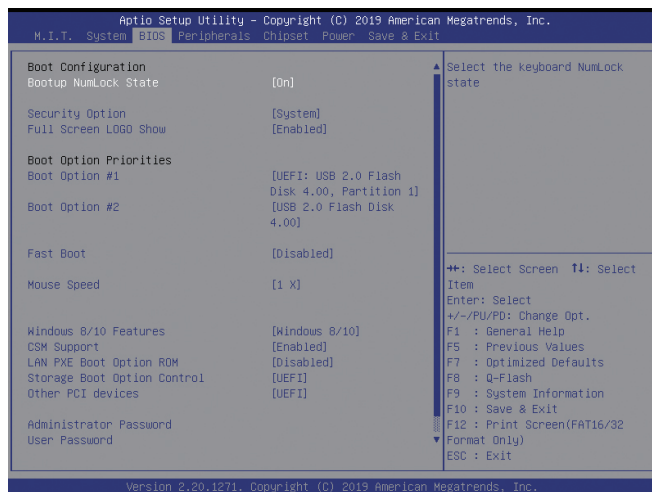 Aptio Setup Utility – Copyright (C) 2019 American Megatrends, Inc.
M.I.T. System BIOS Peripherals Chipset Power Save & Exit
Boot Configuration
Bootup NumLock State [On]
Security Option [System]
Full Screen LOGO Show [Enabled]
Boot Option Priorities
Boot Option #1 [UEFI: USB 2.0 Flash
Disk 4.00, Partition 1]
Boot Option #2 [USB 2.0 Flash Disk
4.00]
Fast Boot [Disabled]
Mouse Speed [1 X]
Windows 8/10 Features [Windows 8/10]
CSM Support [Enabled]
LAN PXE Boot Option ROM [Disabled]
Storage Boot Option Control [UEFI]
Other PCI devices [UEFI]
Administrator Password
User Password
Select the keyboard NumLock
state
→←: Select Screen ↑↓: Select
Item
Enter: Select
+/-/PU/PD: Change Opt.
F1 : General Help
F5 : Previous Values
F7 : Optimized Defaults
F8 : Q-Flash
F9 : System Information
F10 : Save & Exit
F12 : Print Screen(FAT16/32
Format Only)
ESC : Exit
Version 2.20.1271. Copyright (C) 2019 American Megatrends, Inc.